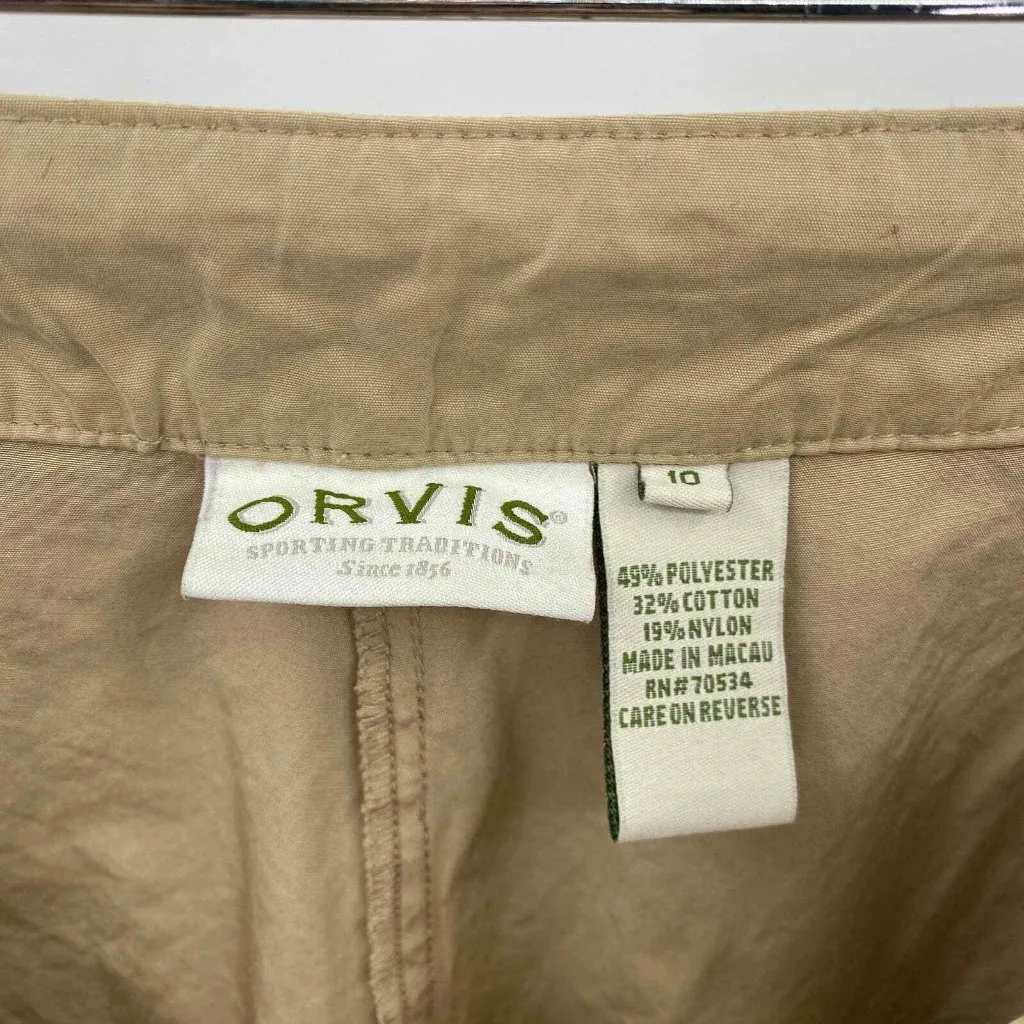 ORVIS®
SPORTING TRADITIONS
Since 1856
10
49% POLYESTER
32% COTTON
19% NYLON
MADE IN MACAU
RN# 70534
CARE ON REVERSE